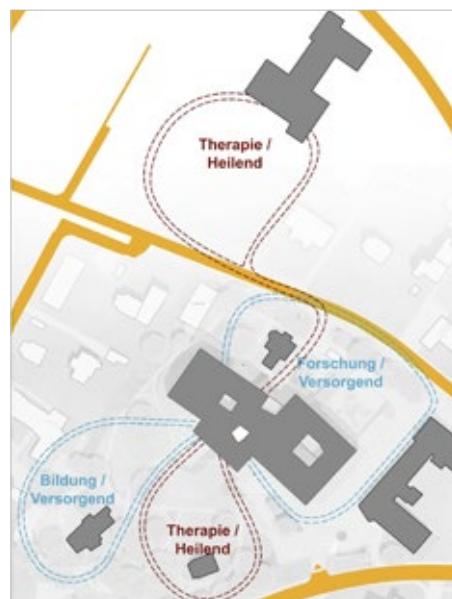 Therapie /
Heilend
Forschung /
Versorgend
Bildung /
Versorgend
Therapie /
Heilend